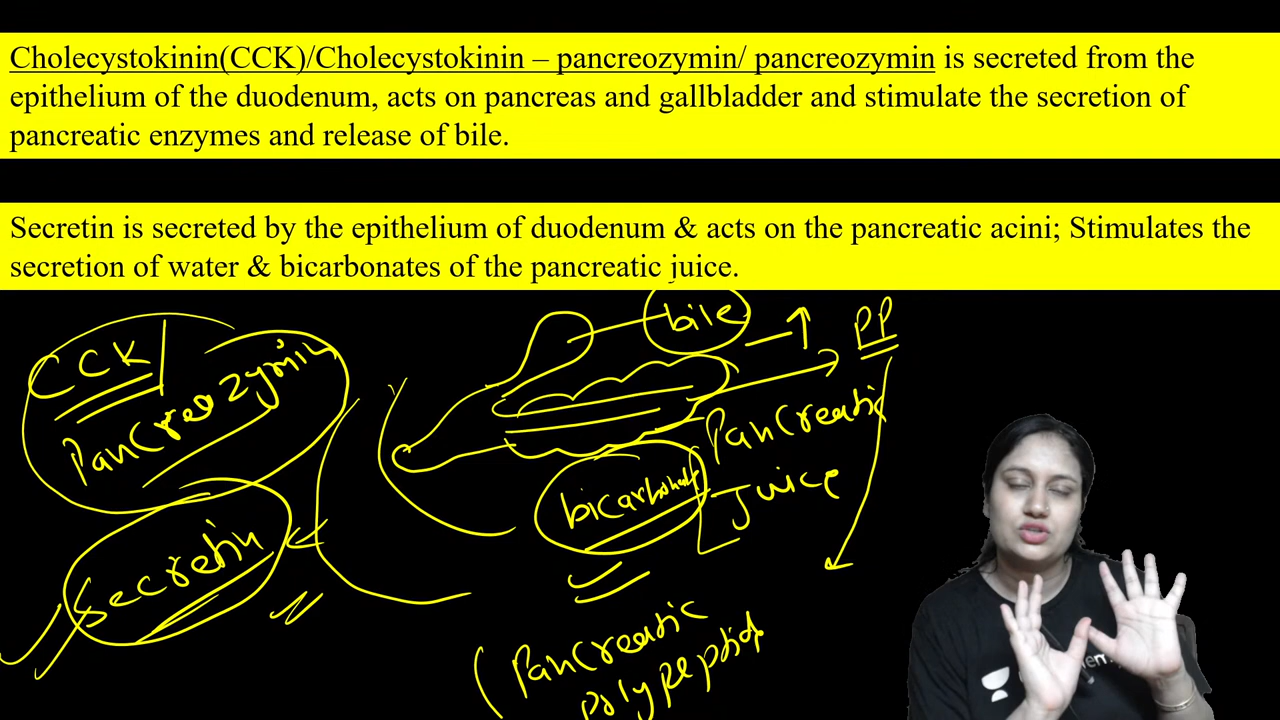 Cholecystokinin(CCK)/Cholecystokinin – pancreozymin/ pancreozymin is secreted from the
epithelium of the duodenum, acts on pancreas and gallbladder and stimulate the secretion of
pancreatic enzymes and release of bile.
Secretin is secreted by the epithelium of duodenum & acts on the pancreatic acini; Stimulates the
secretion of water & bicarbonates of the pancreatic juice.
bile
PP
CCK
Pancreozymin
Pancreatic
Juice
bicarbonate
Secretin
(Pancreatic
polypeptide